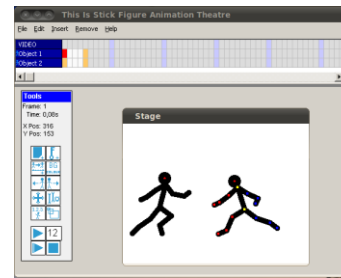 This Is Stick Figure Animation Theatre
File Edit Insert Remove Help
VIDEO
Object 1
Object 2
Tools
Frame: 1
Time: 0,08s
X Pos: 316
Y Pos: 153
12
Stage